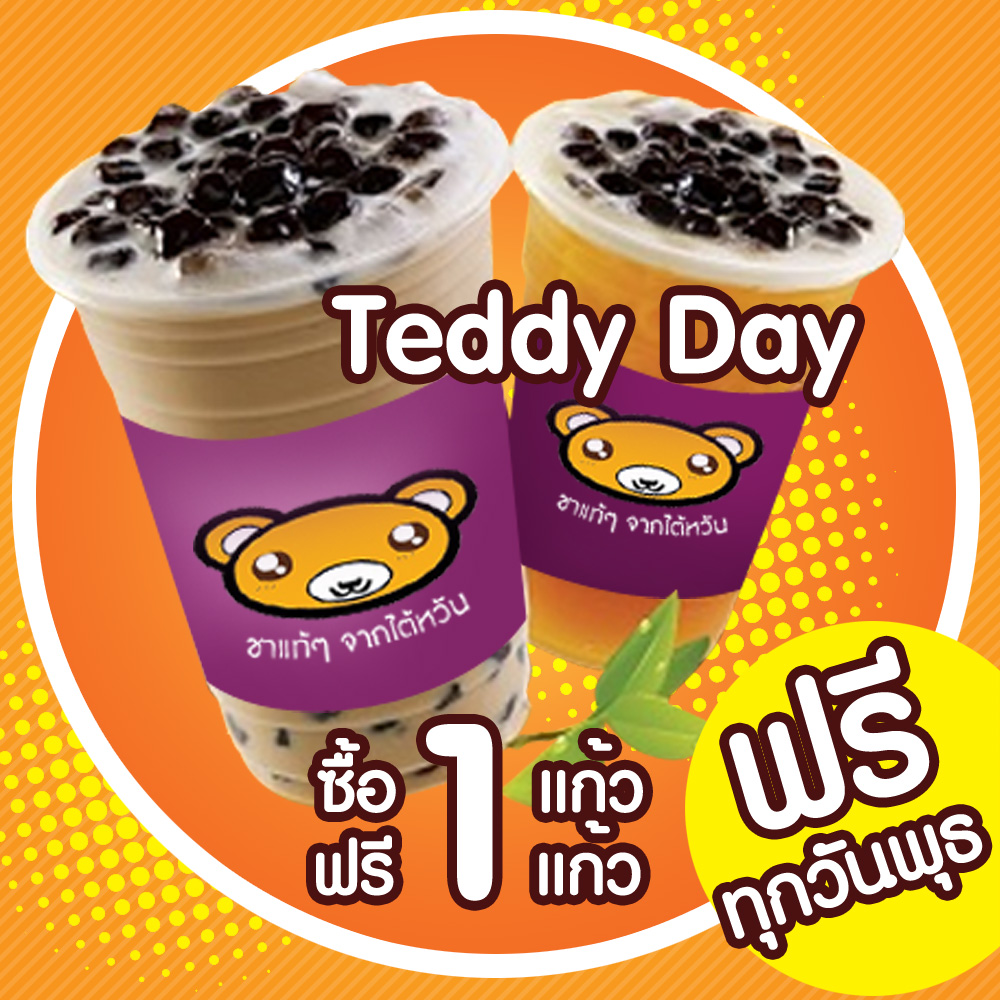 Teddy Day
ชาแท้ๆ จากไต้หวัน
ชาแท้ๆ จากไต้หวัน
ซื้อ 1 แก้ว
ฟรี 1 แก้ว
ฟรี
ทุกวันพุธ